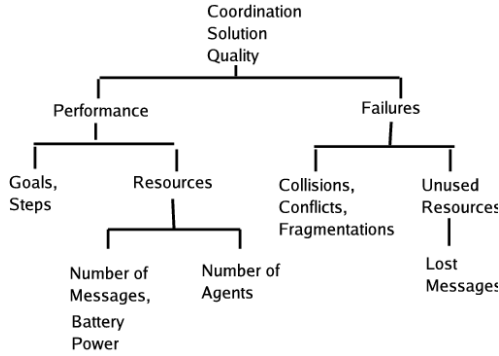 Coordination
Solution
Quality
Performance
Failures
Goals,
Steps
Resources
Collisions,
Conflicts,
Fragmentations
Unused
Resources
Number of
Messages,
Battery
Power
Number of
Agents
Lost
Messages